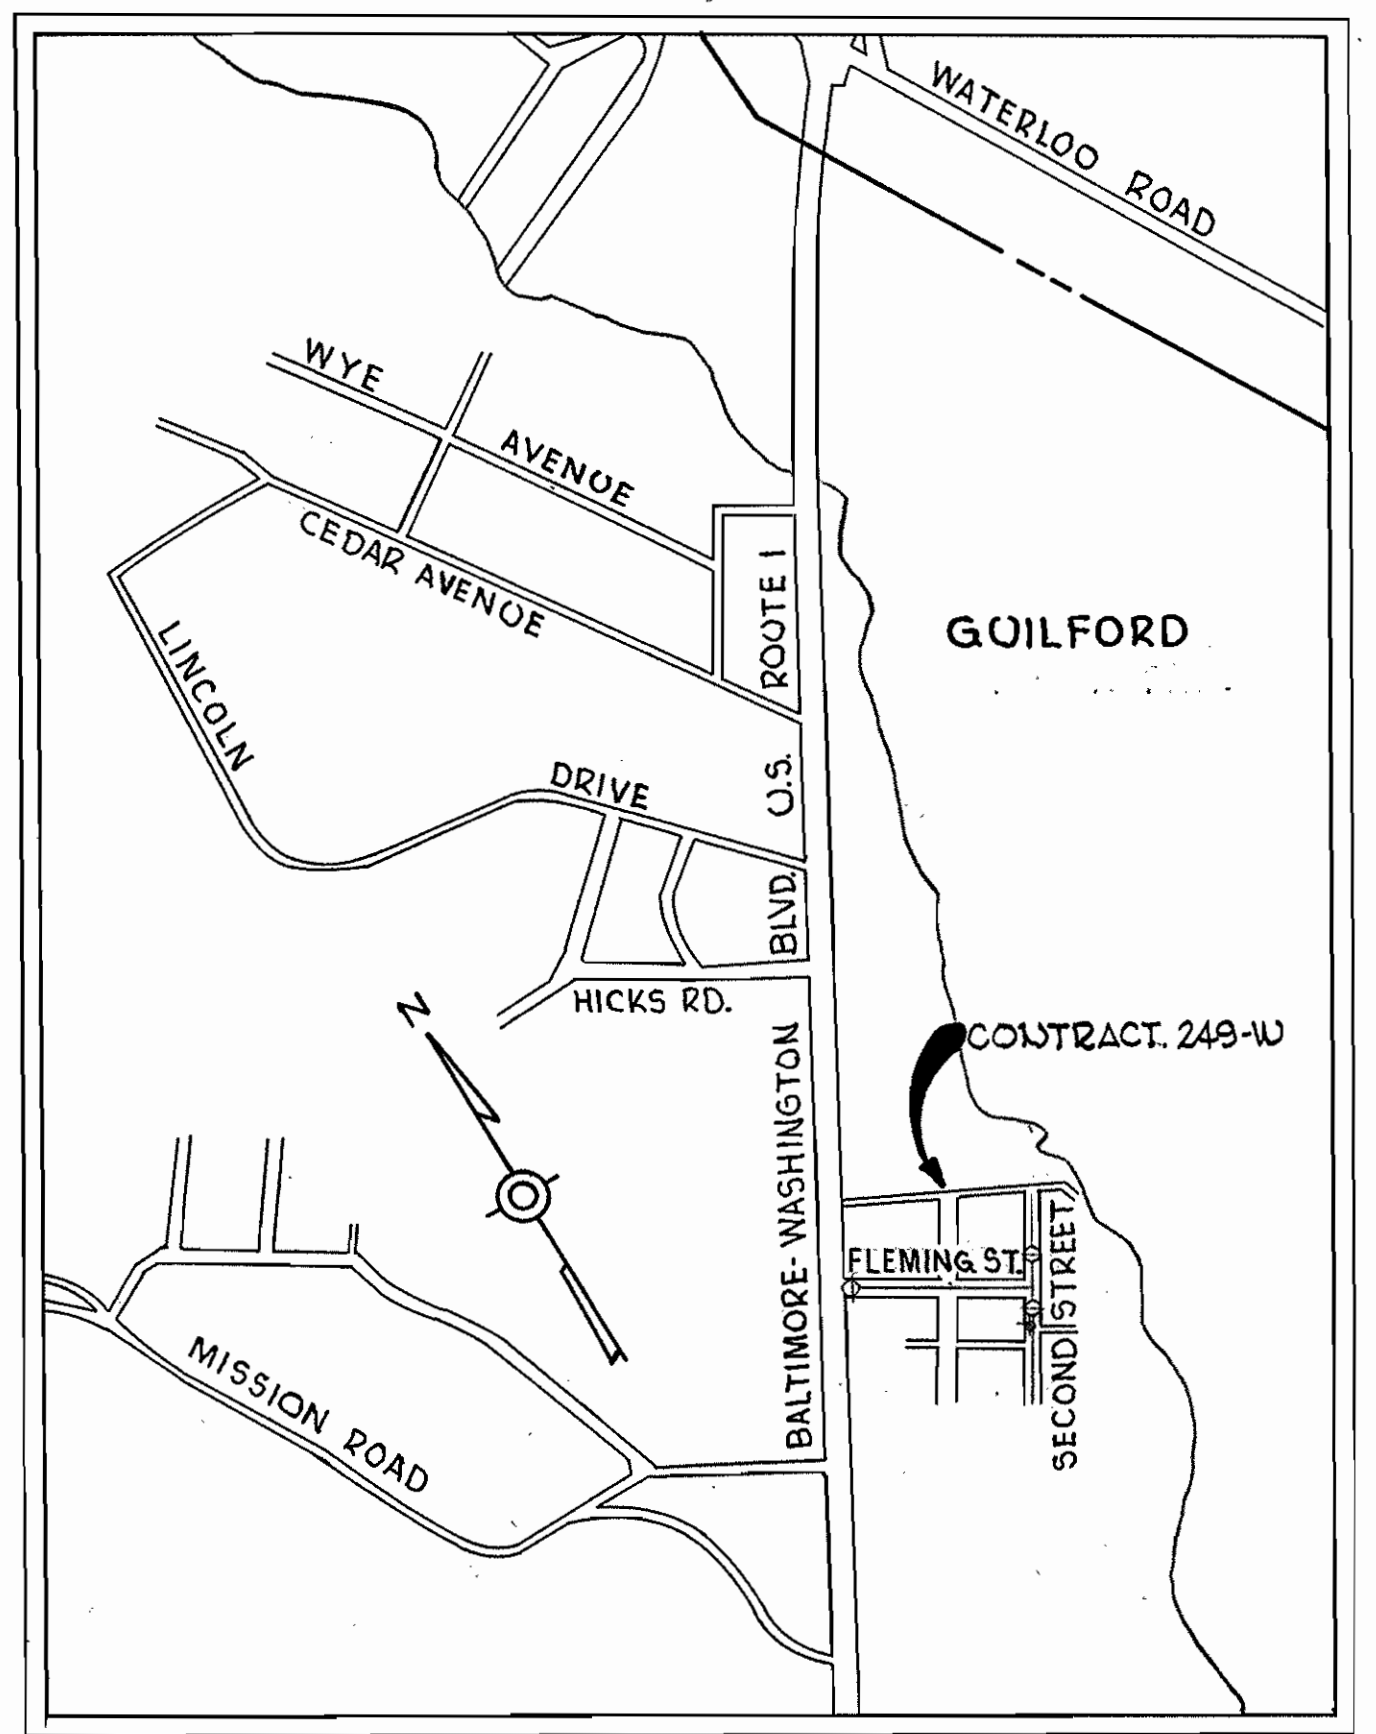 WATERLOO ROAD
WYE AVENUE
CEDAR AVENUE
LINCOLN DRIVE
GUILFORD
HICKS RD.
N
CONTRACT. 249-W
BALTIMORE-WASHINGTON BLVD. U.S. ROUTE 1
FLEMING ST.
SECOND STREET
MISSION ROAD